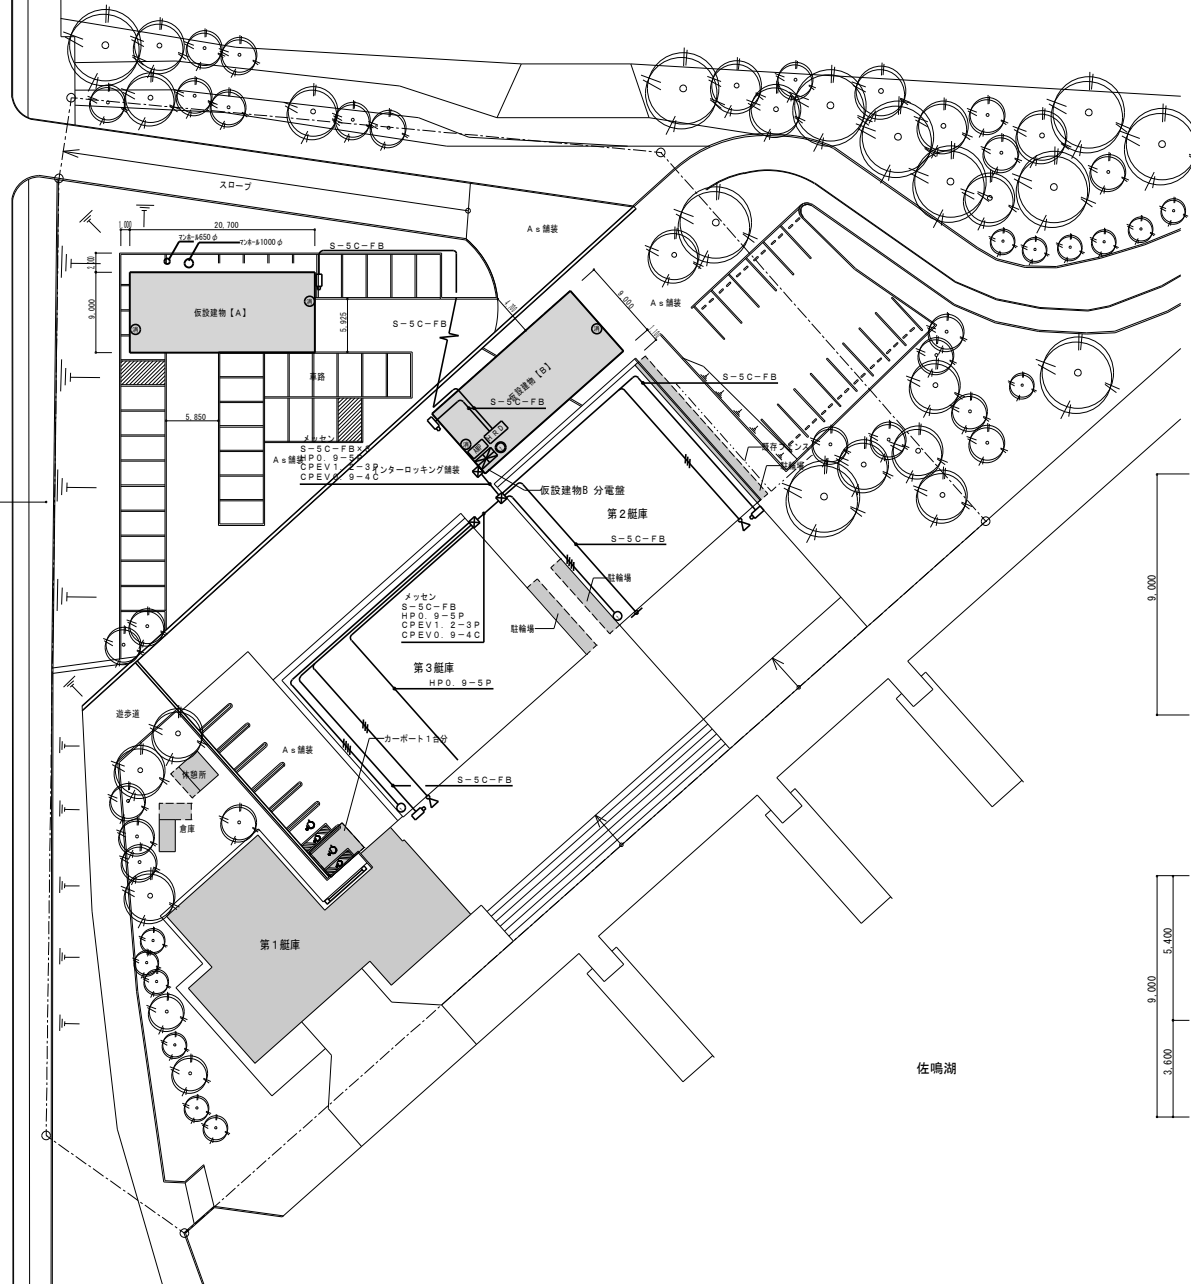 スロープ
As舗装
1,000
20,700
マンホール650φ
マンホール1000φ
S-5C-FB
9,000
仮設建物【A】
5,925
S-5C-FB
9,000
As舗装
車路
仮設建物【B】
S-5C-FB
S-5C-FB
5,850
メッセン
S-5C-FB×
HP0.9-5P
CPEV1.2-3P
CPEV0.9-4C
As舗装
インターロッキング舗装
駐輪場
仮設建物B 分電盤
第2艇庫
S-5C-FB
駐輪場
メッセン
S-5C-FB
HP0.9-5P
CPEV1.2-3P
CPEV0.9-4C
駐輪場
9,000
第3艇庫
HP0.9-5P
遊歩道
As舗装
カーポート1台分
休憩所
S-5C-FB
倉庫
第1艇庫
5,400
9,000
3,600
佐鳴湖